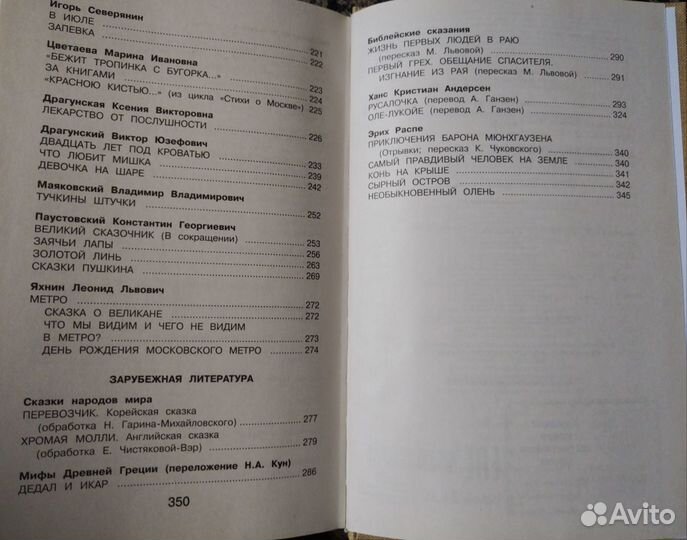 Игорь Северянин
В ИЮЛЕ 221
ЗАПЕВКА 222
Цветаева Марина Ивановна
«БЕЖИТ ТРОПИНКА С БУГОРКА...» 223
ЗА КНИГАМИ 224
«КРАСНОЮ КИСТЬЮ...» (из цикла «Стихи о Москве») 225
Драгунская Ксения Викторовна
ЛЕКАРСТВО ОТ ПОСЛУШНОСТИ 226
Драгунский Виктор Юзефович
ДВАДЦАТЬ ЛЕТ ПОД КРОВАТЬЮ 233
ЧТО ЛЮБИТ МИШКА 239
ДЕВОЧКА НА ШАРЕ 242
Маяковский Владимир Владимирович
ТУЧКИНЫ ШТУЧКИ 252
Паустовский Константин Георгиевич
ВЕЛИКИЙ СКАЗОЧНИК (В сокращении) 253
ЗАЯЧЬИ ЛАПЫ 256
ЗОЛОТОЙ ЛИНЬ 263
СКАЗКИ ПУШКИНА 269
Яхнин Леонид Львович
МЕТРО 272
СКАЗКА О ВЕЛИКАНЕ 272
ЧТО МЫ ВИДИМ И ЧЕГО НЕ ВИДИМ
В МЕТРО? 273
ДЕНЬ РОЖДЕНИЯ МОСКОВСКОГО МЕТРО 274
ЗАРУБЕЖНАЯ ЛИТЕРАТУРА
Сказки народов мира
ПЕРЕВОЗЧИК. Корейская сказка
(обработка Н. Гарина-Михайловского) 277
ХРОМАЯ МОЛЛИ. Английская сказка
(обработка Е. Чистяковой-Вэр) 279
Мифы Древней Греции (переложение Н.А. Кун)
ДЕДАЛ И ИКАР 286
350
Библейские сказания
ЖИЗНЬ ПЕРВЫХ ЛЮДЕЙ В РАЮ
(пересказ М. Львовой) 290
ПЕРВЫЙ ГРЕХ. ОБЕЩАНИЕ СПАСИТЕЛЯ.
ИЗГНАНИЕ ИЗ РАЯ (пересказ М. Львовой) 291
Ханс Кристиан Андерсен
РУСАЛОЧКА (перевод А. Ганзен) 293
ОЛЕ-ЛУКОЙЕ (перевод А. Ганзен) 324
Эрих Распе
ПРИКЛЮЧЕНИЯ БАРОНА МЮНХГАУЗЕНА
(Отрывки; пересказ К. Чуковского) 340
САМЫЙ ПРАВДИВЫЙ ЧЕЛОВЕК НА ЗЕМЛЕ 340
КОНЬ НА КРЫШЕ 341
СЫРНЫЙ ОСТРОВ 342
НЕОБЫКНОВЕННЫЙ ОЛЕНЬ 345
Avito